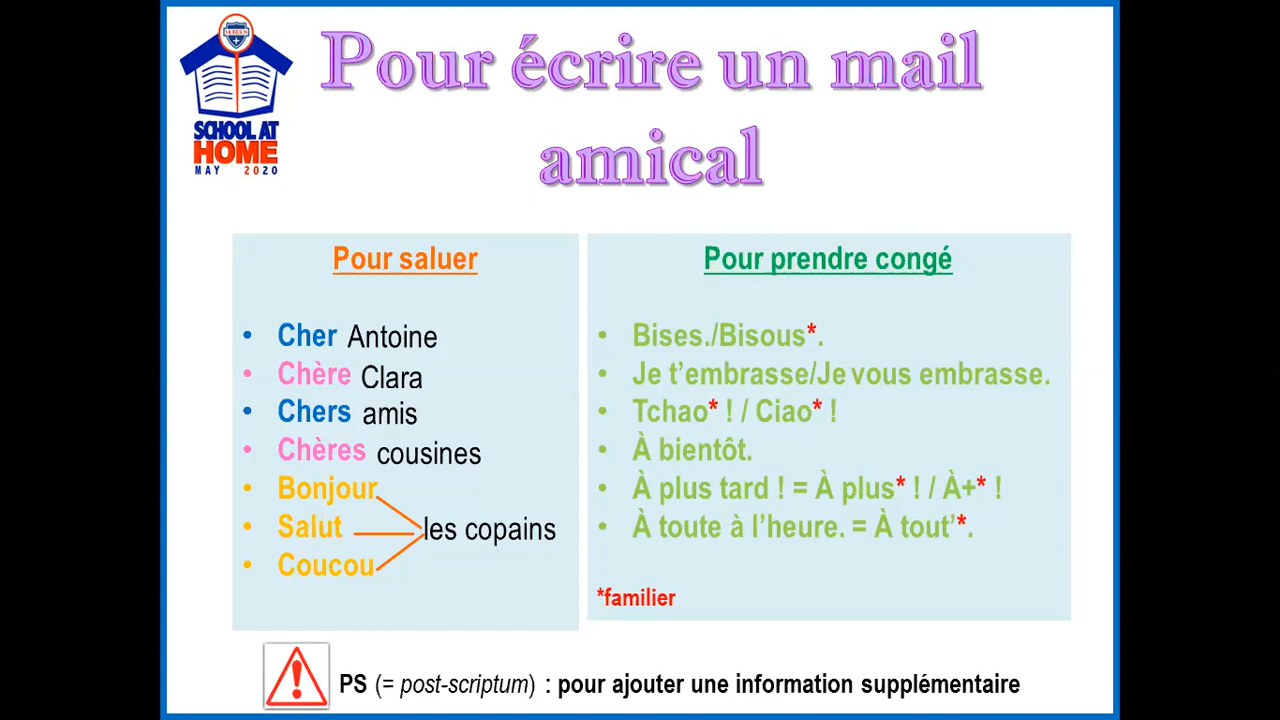 MORRISON
SCHOOL AT
HOME
MAY 2020
Pour écrire un mail
amical
Pour saluer
• Cher Antoine
• Chère Clara
• Chers amis
• Chères cousines
• Bonjour
• Salut
• Coucou
les copains
Pour prendre congé
• Bises./Bisous*.
• Je t’embrasse/Je vous embrasse.
• Tchao* ! / Ciao* !
• À bientôt.
• À plus tard ! = À plus* ! / À+* !
• À toute à l’heure. = À tout’*.
*familier
PS (= post-scriptum) : pour ajouter une information supplémentaire